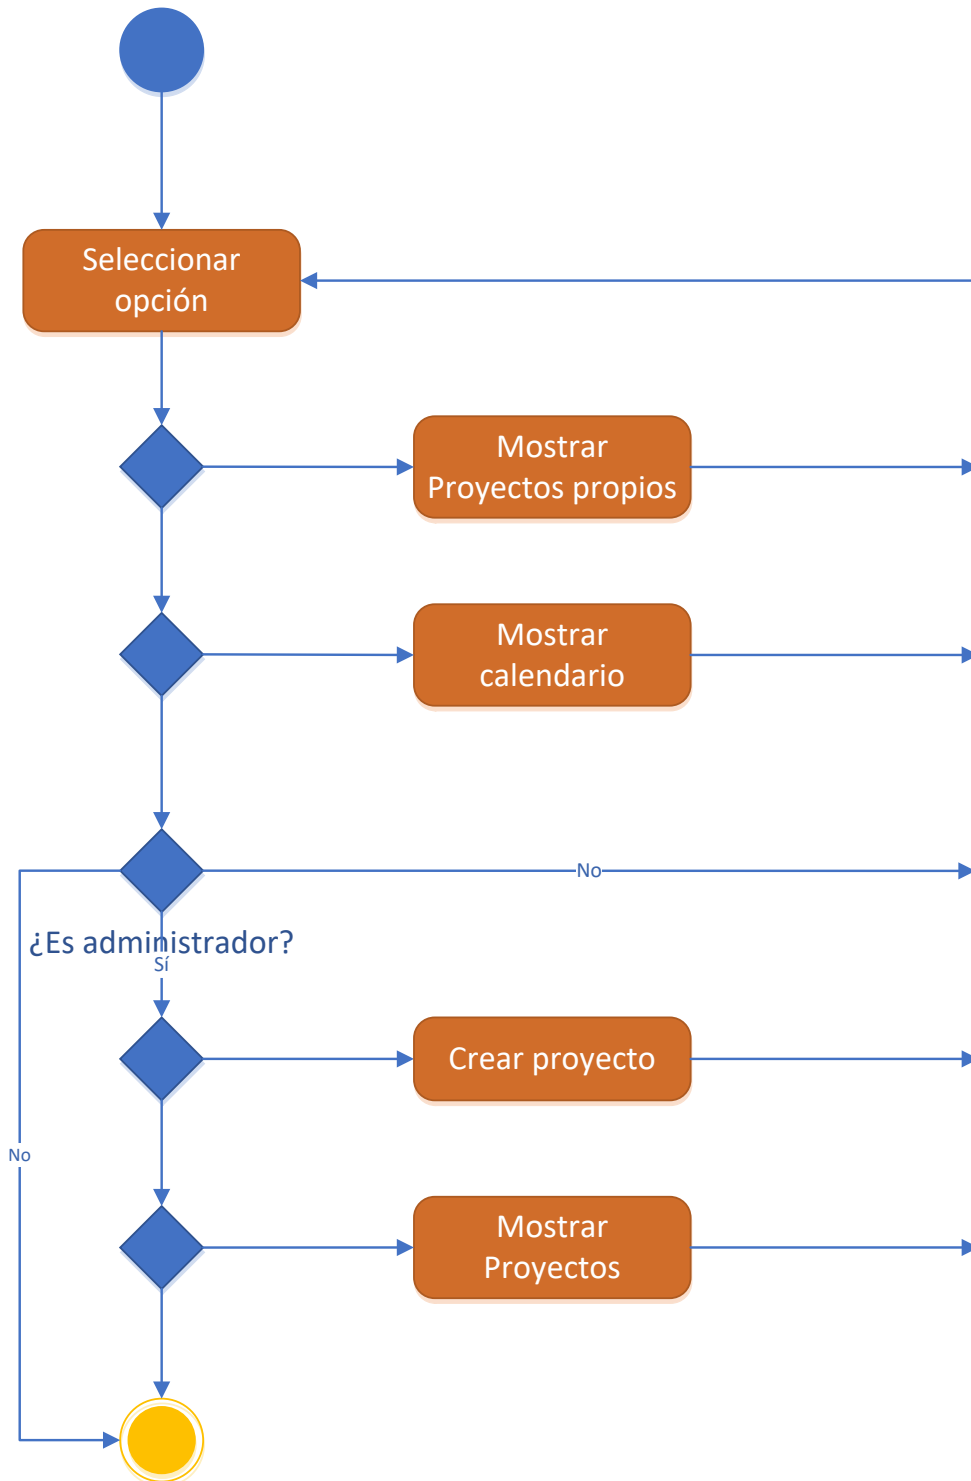 Seleccionar
opción
Mostrar
Proyectos propios
Mostrar
calendario
No
¿Es administrador?
Sí
Crear proyecto
No
Mostrar
Proyectos